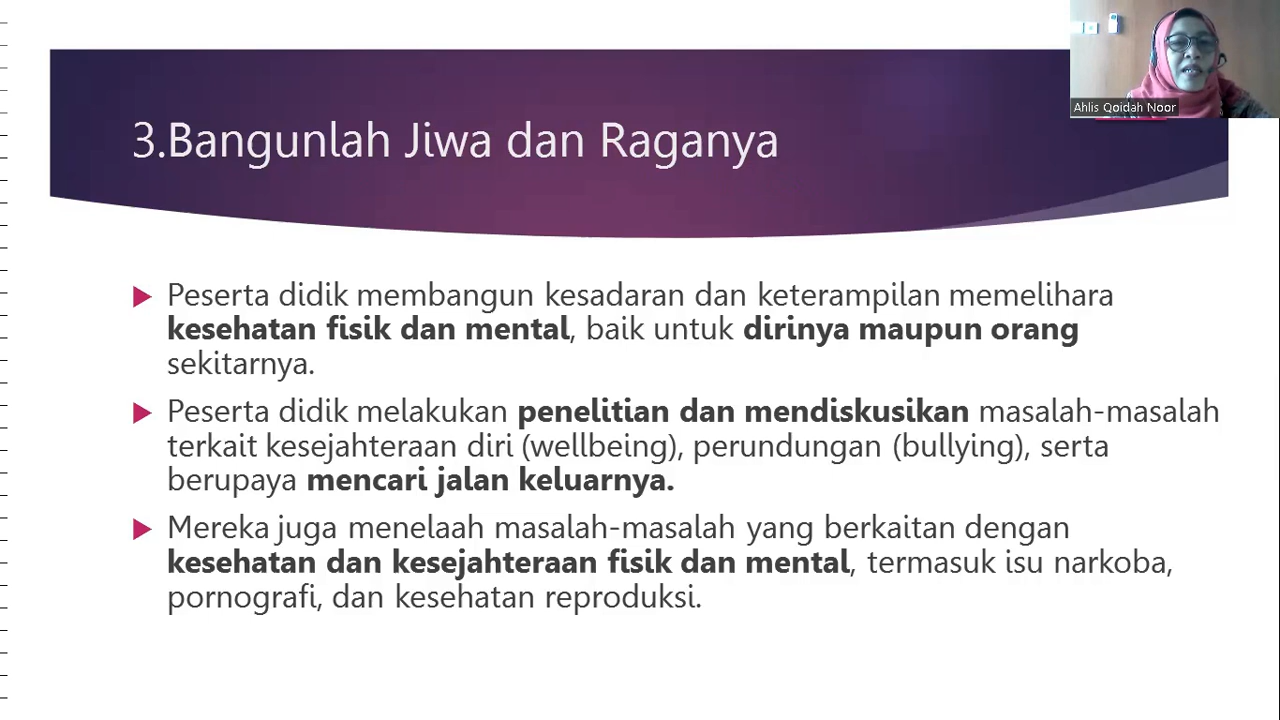 3.Bangunlah Jiwa dan Raganya
Ahlis Qoidah Noor
Peserta didik membangun kesadaran dan keterampilan memelihara
kesehatan fisik dan mental, baik untuk dirinya maupun orang
sekitarnya.
Peserta didik melakukan penelitian dan mendiskusikan masalah-masalah
terkait kesejahteraan diri (wellbeing), perundungan (bullying), serta
berupaya mencari jalan keluarnya.
Mereka juga menelaah masalah-masalah yang berkaitan dengan
kesehatan dan kesejahteraan fisik dan mental, termasuk isu narkoba,
pornografi, dan kesehatan reproduksi.